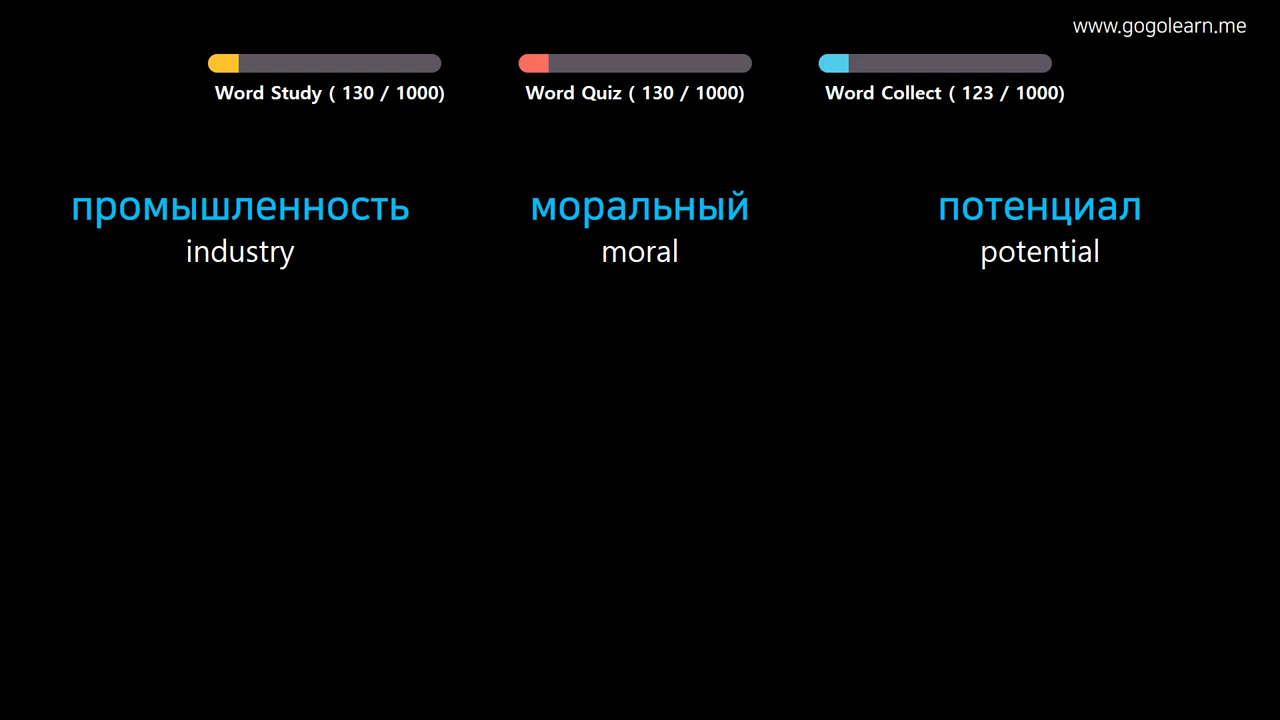 www.gogolearn.me
Word Study ( 130 / 1000)
Word Quiz ( 130 / 1000)
Word Collect ( 123 / 1000)
промышленность
industry
моральный
moral
потенциал
potential